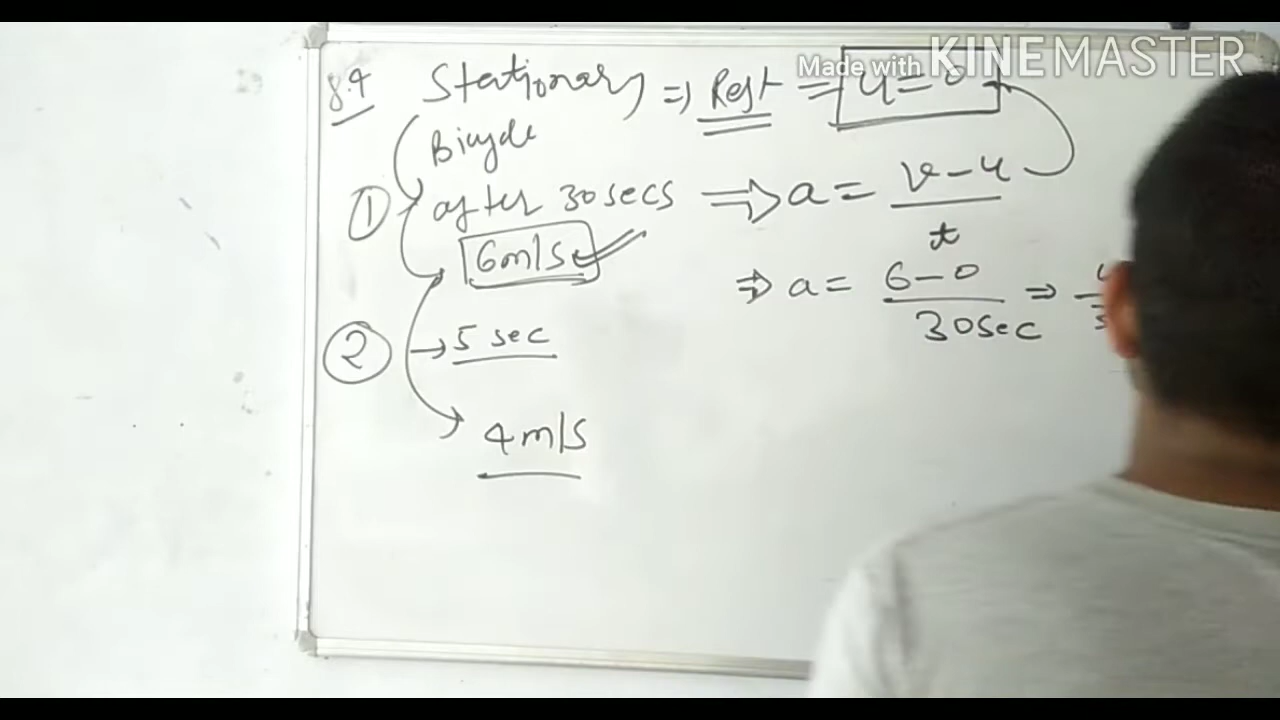 Made with KINEMASTER
8.4 Stationary ⇒ Rest ⇒ u=0
Bicycle
① after 30 secs ⇒ a = v-u / t
6m/s
⇒ a = 6-0 / 30sec ⇒
② → 5 sec
4m/s